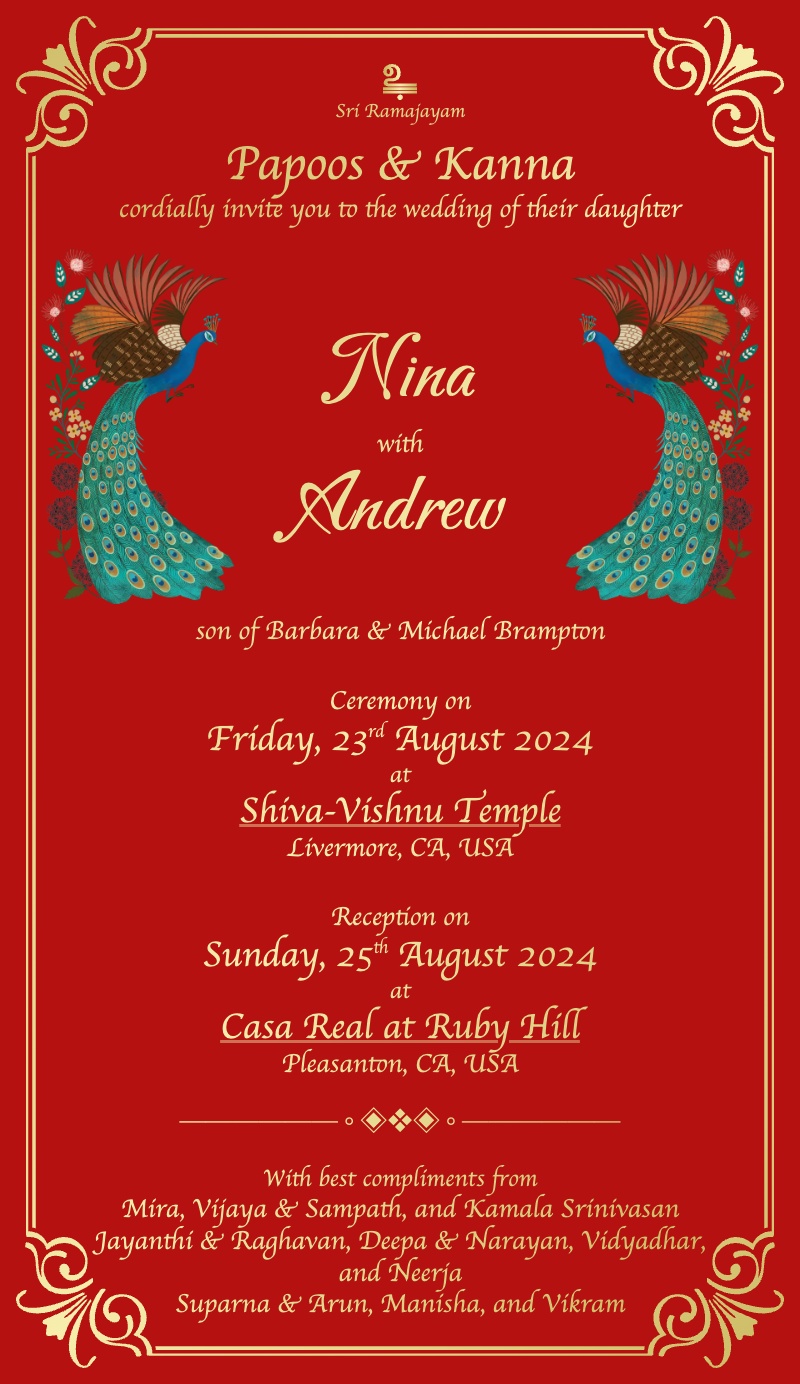 உ
Sri Ramajayam
Papoos & Kanna
cordially invite you to the wedding of their daughter
Nina
with
Andrew
son of Barbara & Michael Brampton
Ceremony on
Friday, 23rd August 2024
at
Shiva-Vishnu Temple
Livermore, CA, USA
Reception on
Sunday, 25th August 2024
at
Casa Real at Ruby Hill
Pleasanton, CA, USA
With best compliments from
Mira, Vijaya & Sampath, and Kamala Srinivasan
Jayanthi & Raghavan, Deepa & Narayan, Vidyadhar,
and Neerja
Suparna & Arun, Manisha, and Vikram